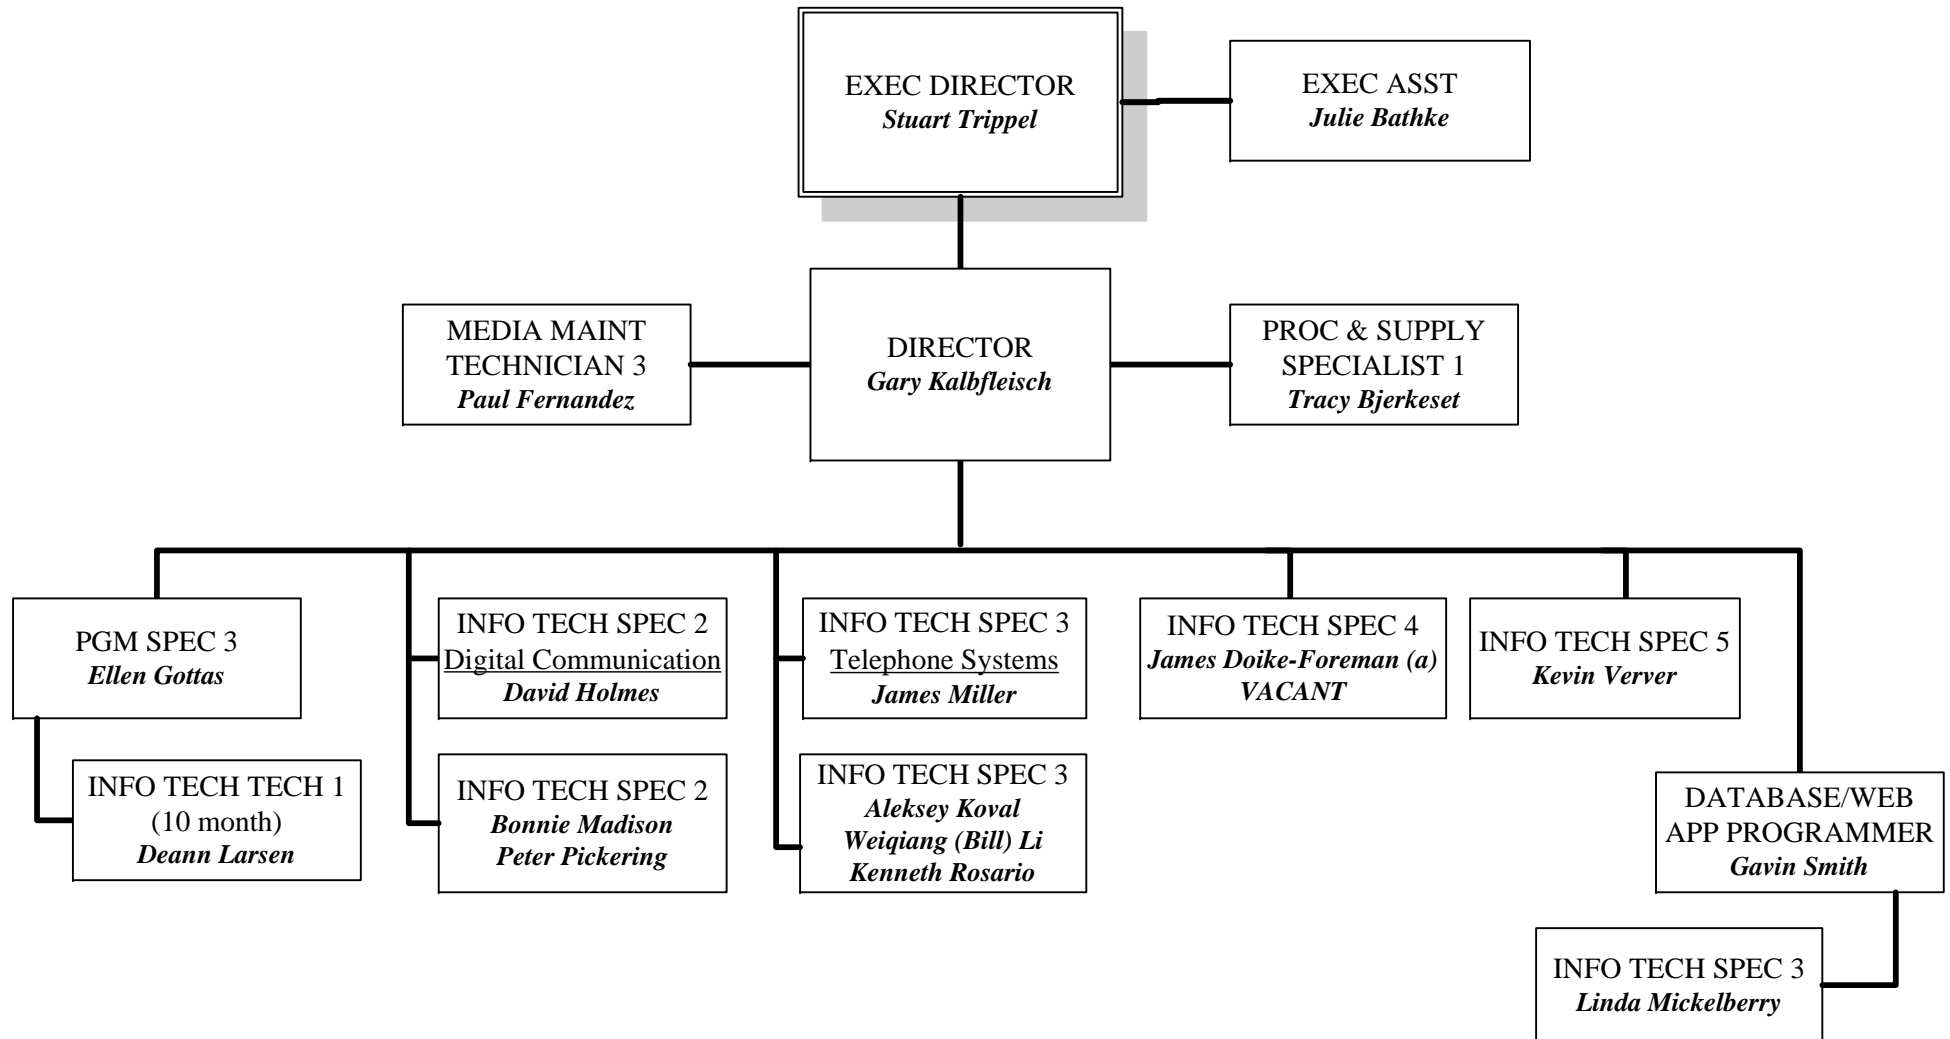 EXEC DIRECTOR
Stuart Trippel
EXEC ASST
Julie Bathke
MEDIA MAINT
TECHNICIAN 3
Paul Fernandez
DIRECTOR
Gary Kalbfleisch
PROC & SUPPLY
SPECIALIST 1
Tracy Bjerkeset
PGM SPEC 3
Ellen Gottas
INFO TECH TECH 1
(10 month)
Deann Larsen
INFO TECH SPEC 2
Digital Communication
David Holmes
INFO TECH SPEC 2
Bonnie Madison
Peter Pickering
INFO TECH SPEC 3
Telephone Systems
James Miller
INFO TECH SPEC 3
Aleksey Koval
Weiqiang (Bill) Li
Kenneth Rosario
INFO TECH SPEC 4
James Doike-Foreman (a)
VACANT
INFO TECH SPEC 5
Kevin Verver
DATABASE/WEB
APP PROGRAMMER
Gavin Smith
INFO TECH SPEC 3
Linda Mickelberry